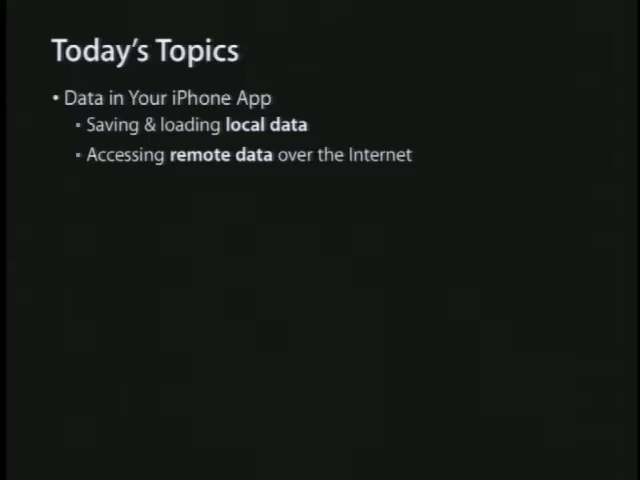 Today's Topics
• Data in Your iPhone App
▪ Saving & loading local data
▪ Accessing remote data over the Internet